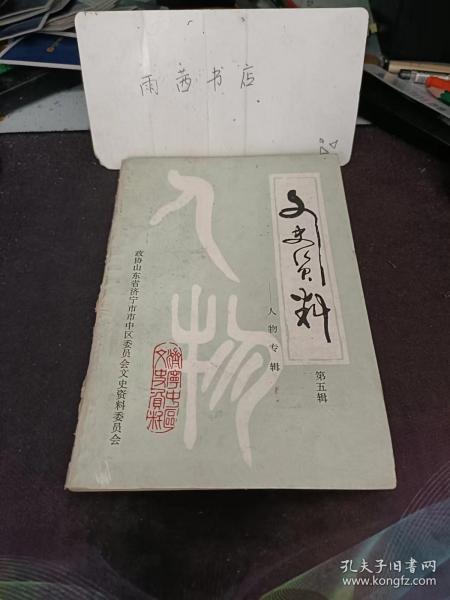 雨茜书店
文史资料
——人物专辑
第五辑
人物
政协山东省济宁市市中区委员会文史资料委员会
济宁中区
文史资料
孔夫子旧书网
www.kongfz.com